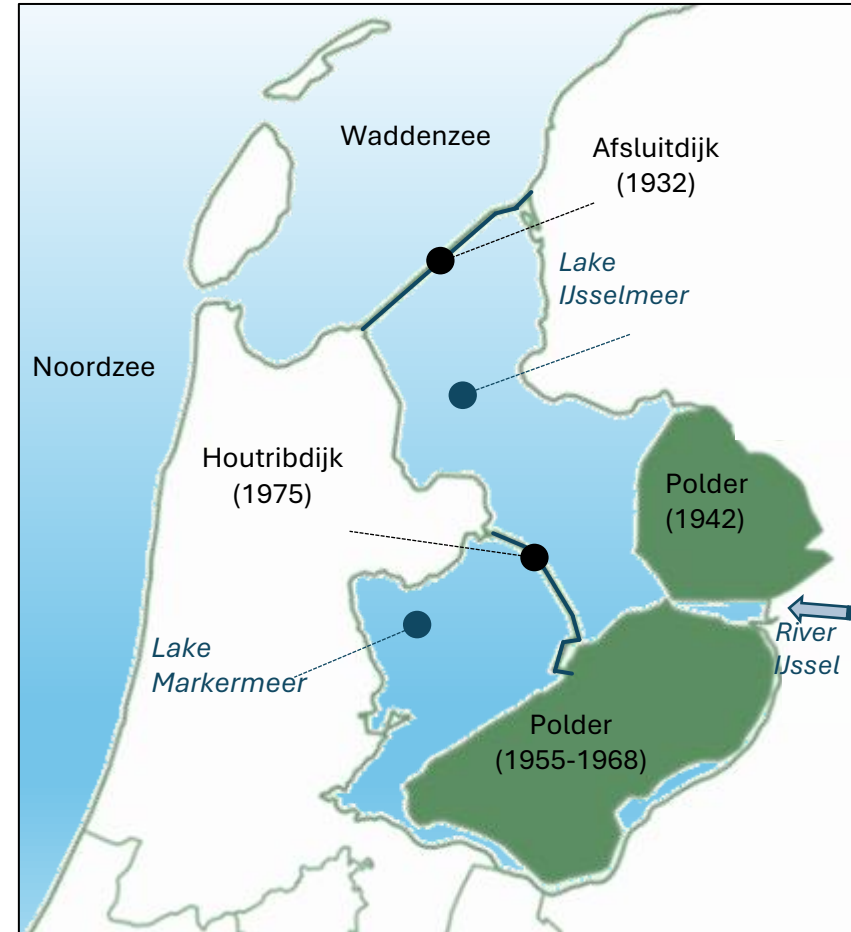 Waddenzee
Afsluitdijk
(1932)
Lake
IJsselmeer
Noordzee
Houtribdijk
(1975)
Polder
(1942)
River
IJssel
Lake
Markermeer
Polder
(1955-1968)